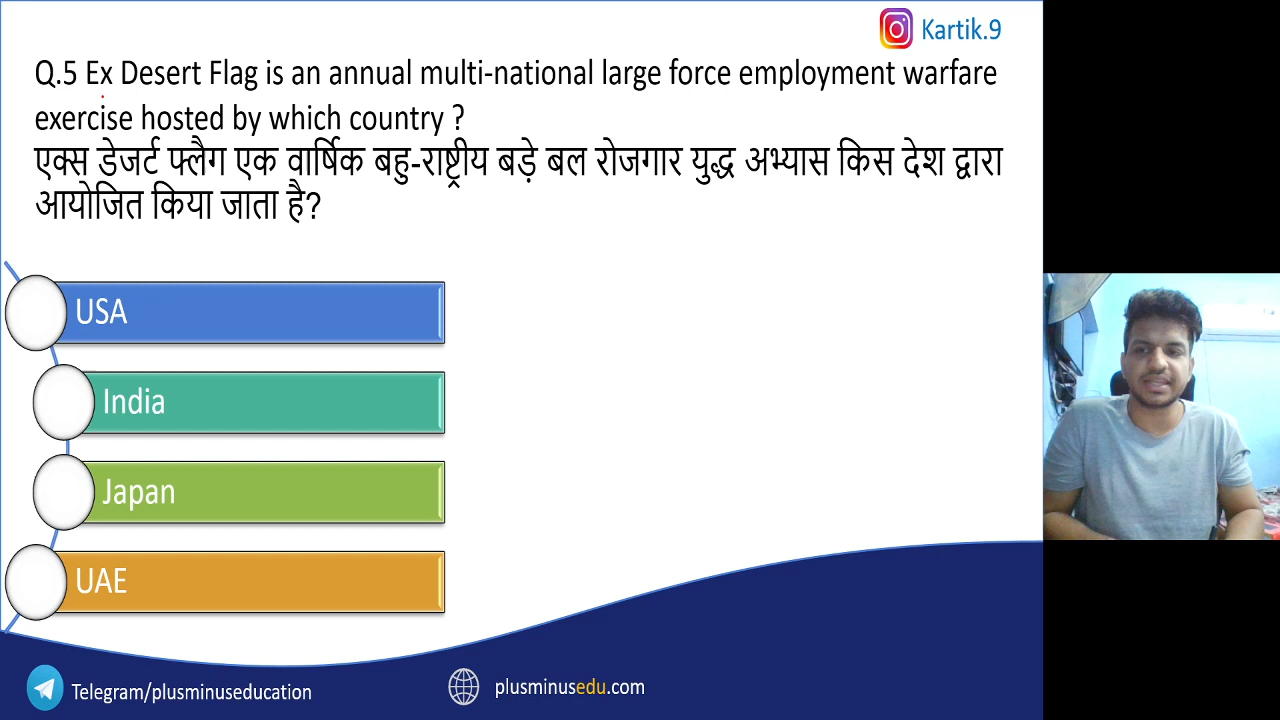 Kartik.9
Q.5 Ex Desert Flag is an annual multi-national large force employment warfare
exercise hosted by which country ?
एक्स डेजर्ट फ्लैग एक वार्षिक बहु-राष्ट्रीय बड़े बल रोजगार युद्ध अभ्यास किस देश द्वारा
आयोजित किया जाता है?
USA
India
Japan
UAE
Telegram/plusminuseducation
plusminusedu.com